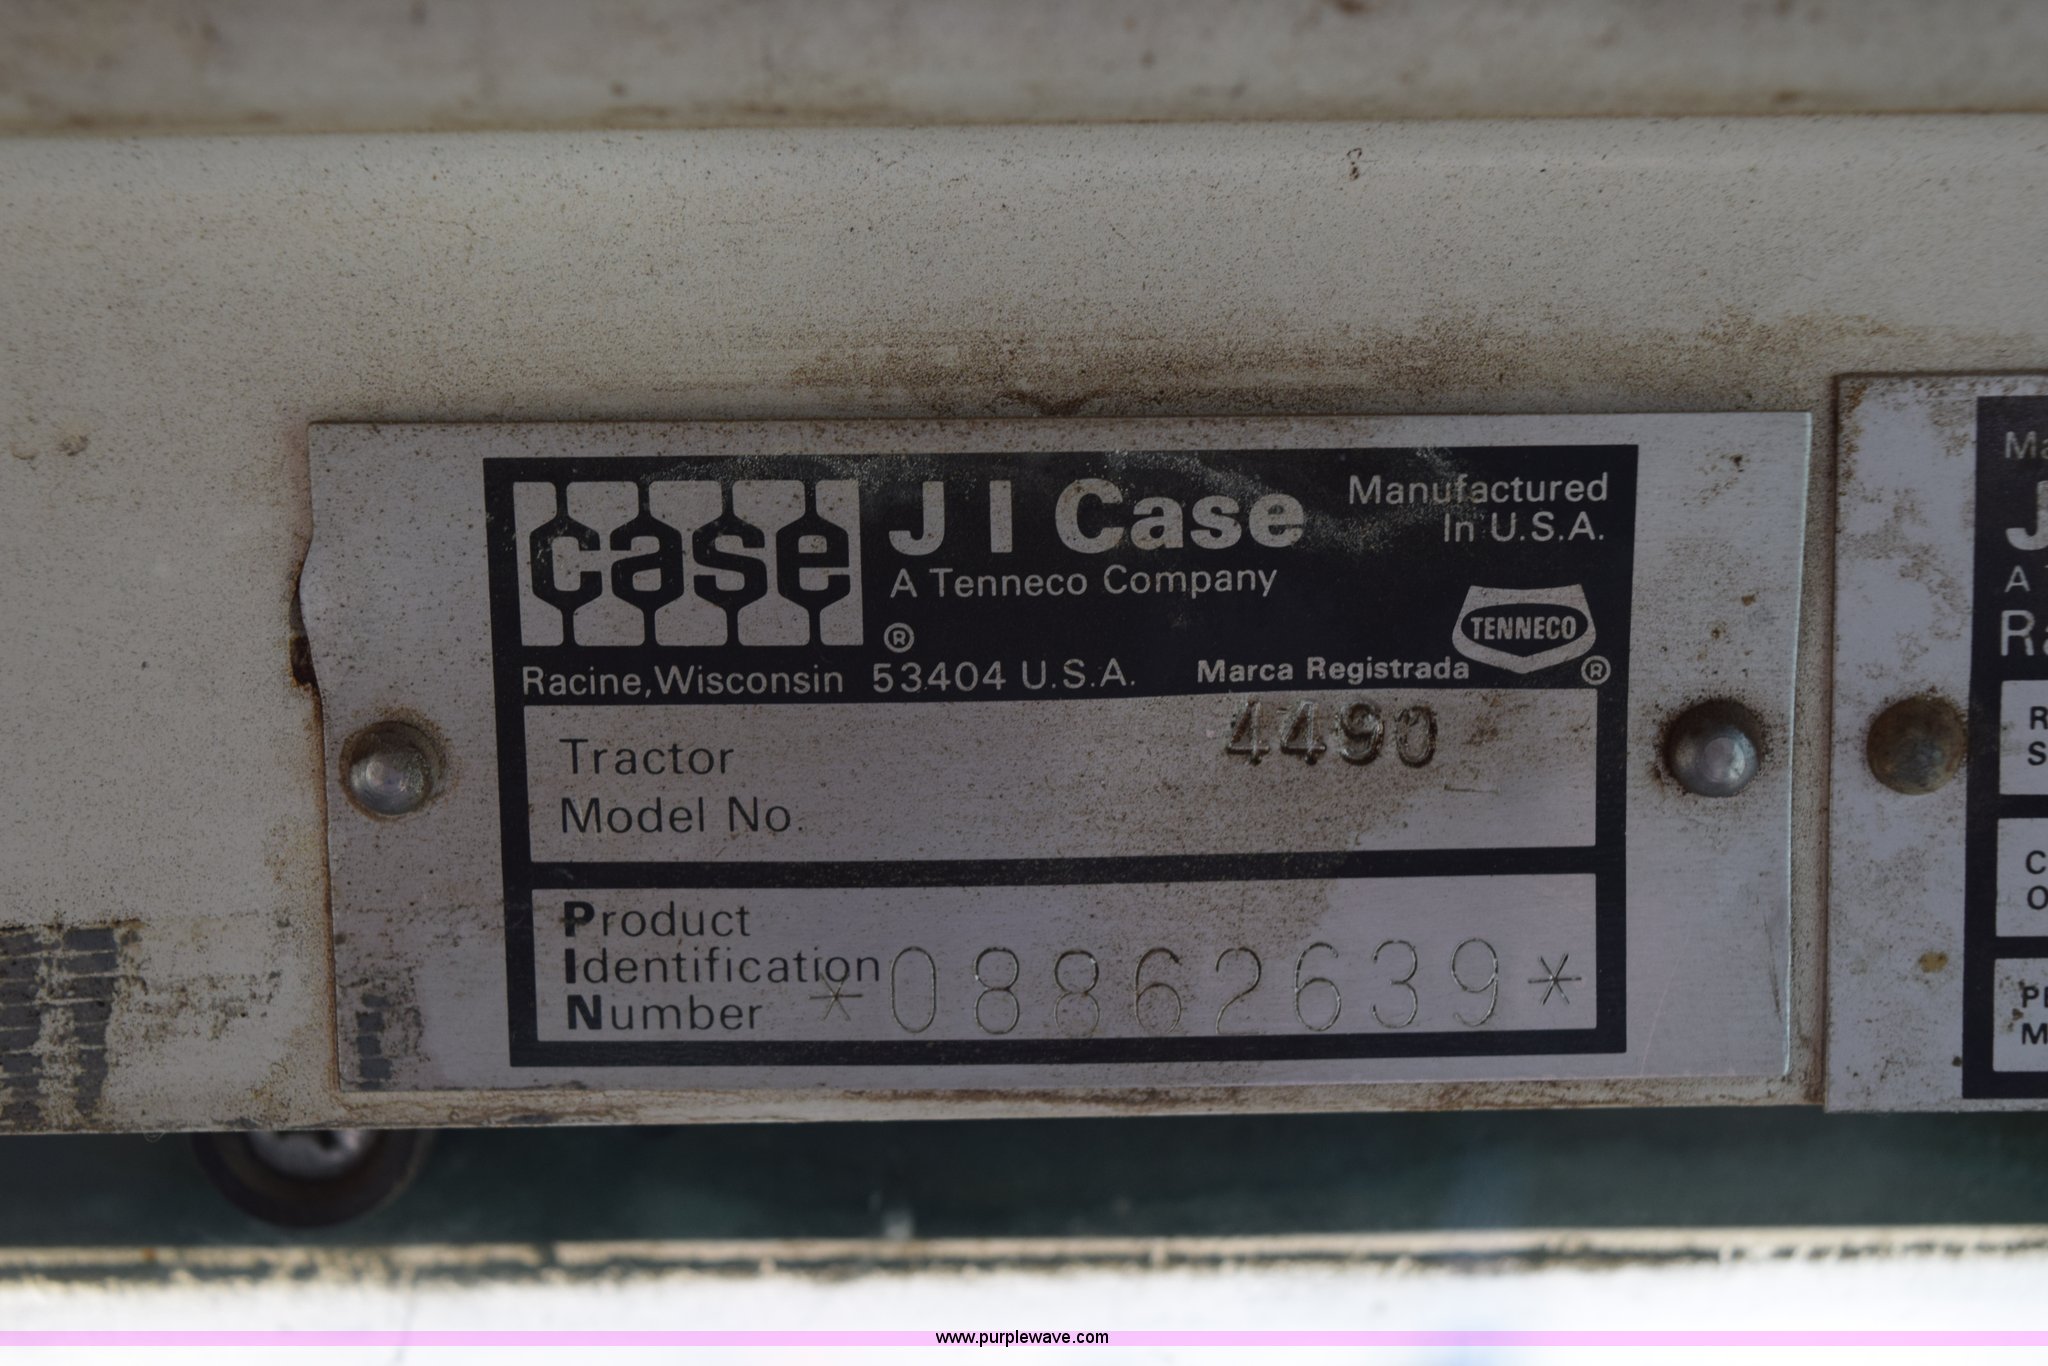 case
J I Case
Manufactured
In U.S.A.
A Tenneco Company
TENNECO
®
Racine, Wisconsin 53404 U.S.A.
Marca Registrada
®
Tractor
Model No.
4490
Product
Identification
Number
*08862639*
J
A
www.purplewave.com